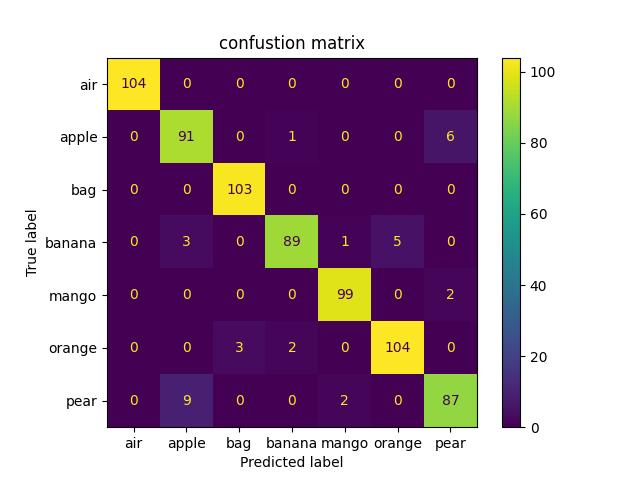 confustion matrix
air 104 0 0 0 0 0 0
apple 0 91 0 1 0 0 6
bag 0 0 103 0 0 0 0
banana 0 3 0 89 1 5 0
mango 0 0 0 0 99 0 2
orange 0 0 3 2 0 104 0
pear 0 9 0 0 2 0 87
air apple bag banana mango orange pear
Predicted label
True label
100
80
60
40
20
0